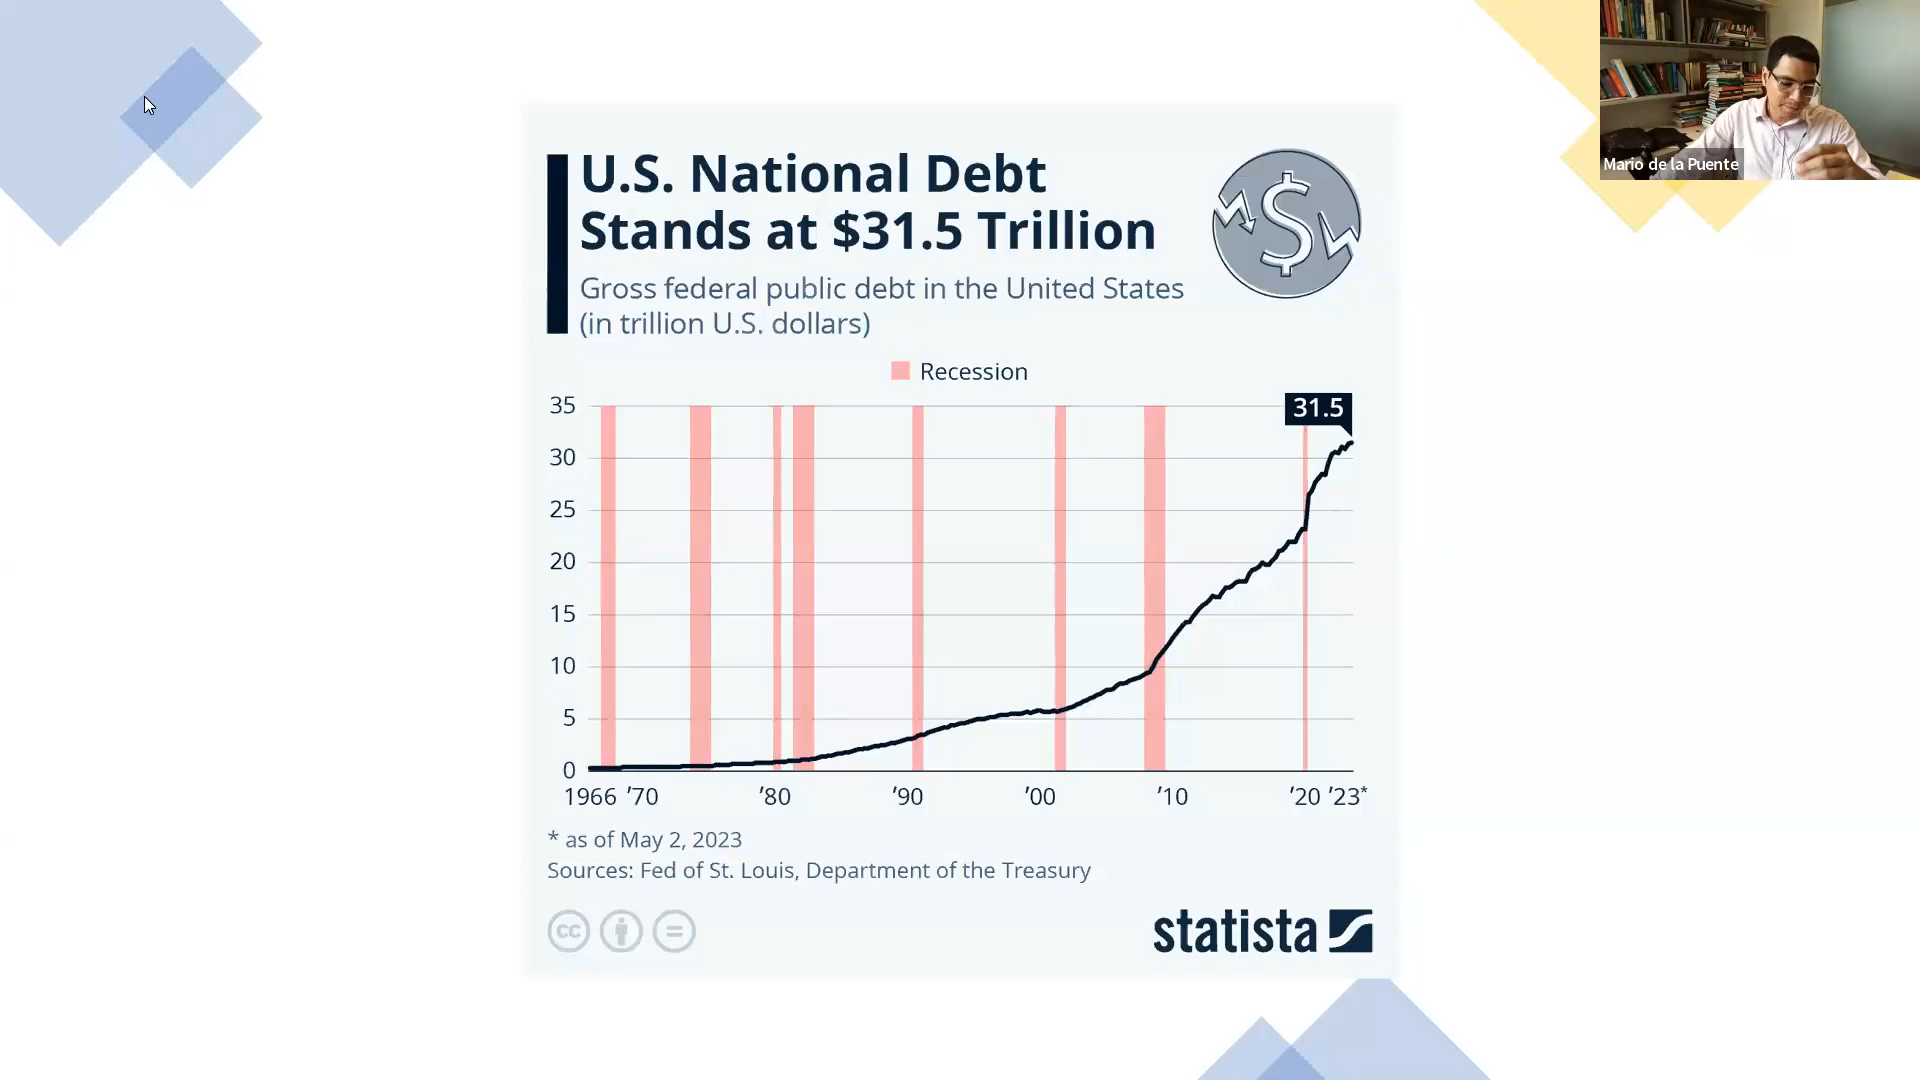 Mario de la Puente
U.S. National Debt
Stands at $31.5 Trillion
Gross federal public debt in the United States
(in trillion U.S. dollars)
Recession
35
30
25
20
15
10
5
0
31.5
1966 '70 '80 '90 '00 '10 '20 '23*
* as of May 2, 2023
Sources: Fed of St. Louis, Department of the Treasury
cc
statista